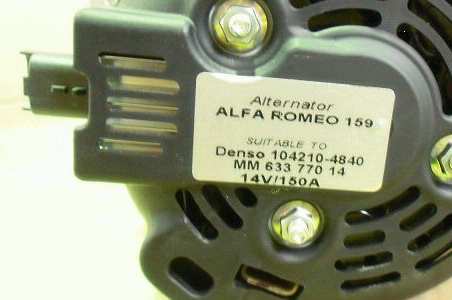 Alternator
ALFA ROMEO 159
SUITABLE TO
Denso 104210-4840
MM 633 770 14
14V/150A